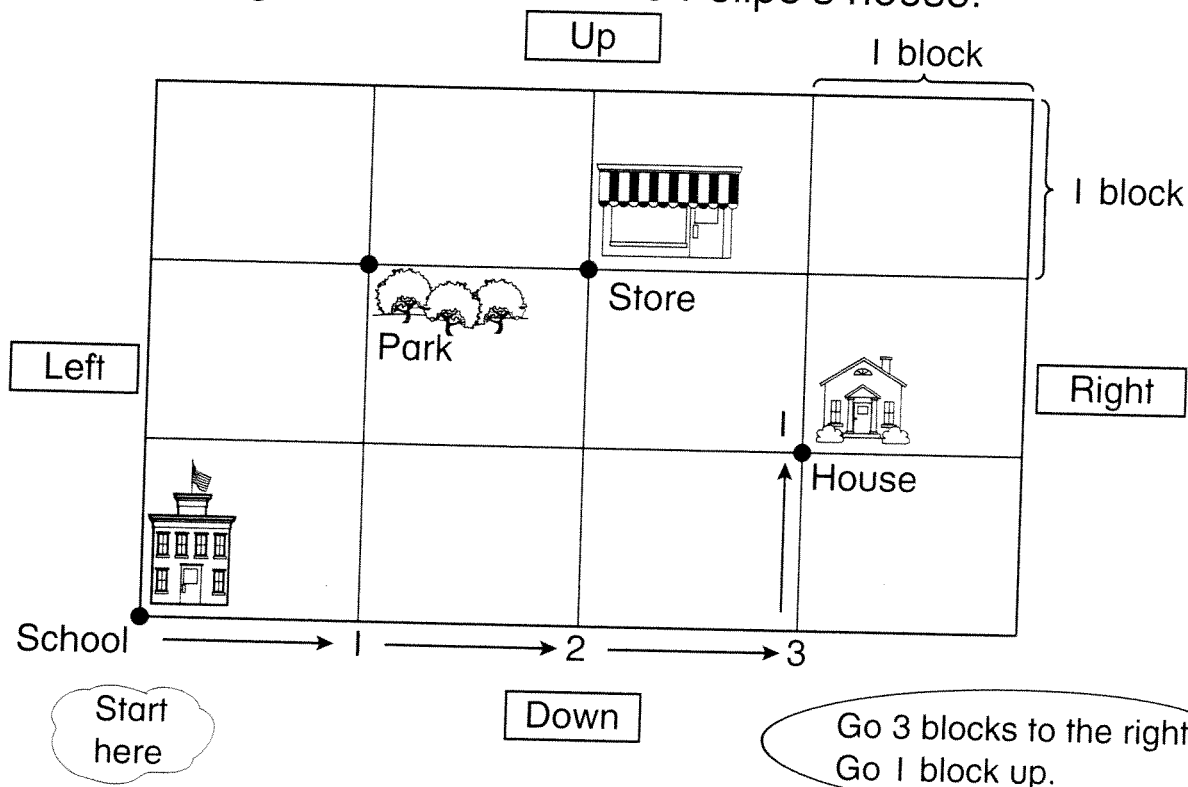 house.
Up
1 block
1 block
Store
Park
Left
Right
1
House
School
1
2
3
Start
here
Down
Go 3 blocks to the right
Go 1 block up.